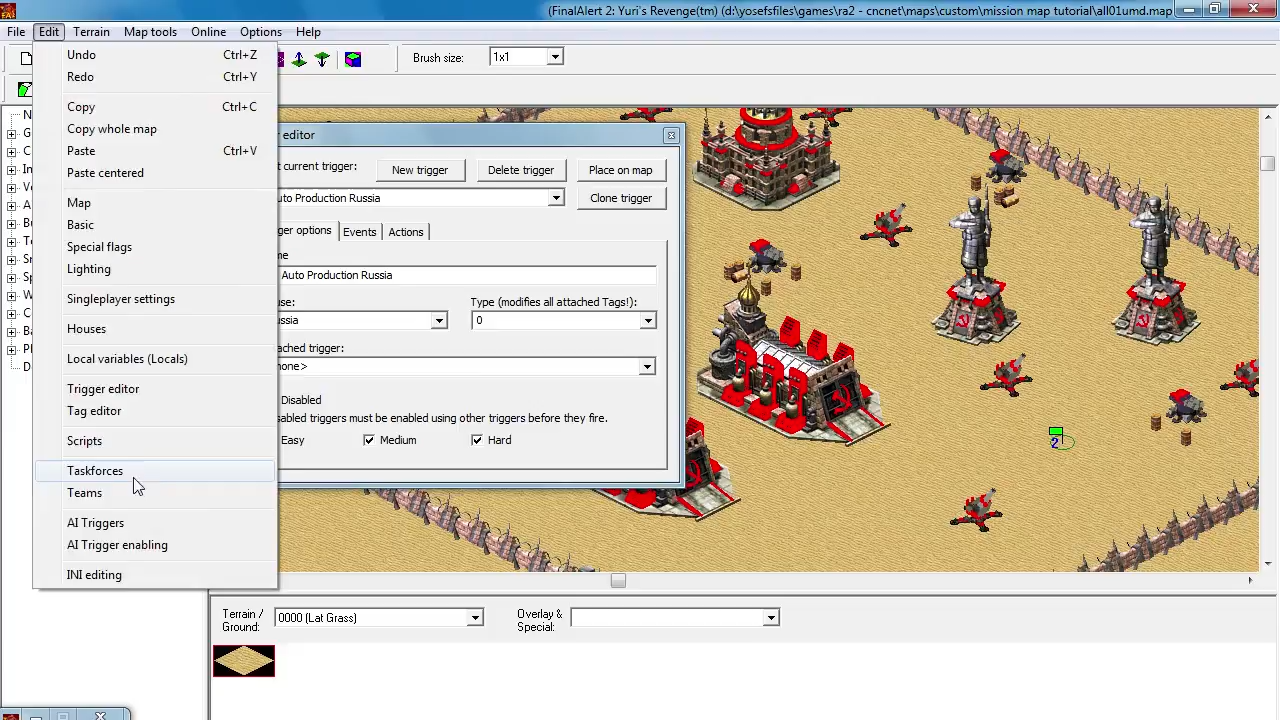 (FinalAlert 2: Yuri's Revenge(tm) (d:\yosefsfiles\games\ra2 - cncnet\maps\custom\mission map tutorial\all01umd.map
File Edit Terrain Map tools Online Options Help
Undo Ctrl+Z
Redo Ctrl+Y
Copy Ctrl+C
Copy whole map
Paste Ctrl+V
Paste centered
Map
Basic
Special flags
Lighting
Singleplayer settings
Houses
Local variables (Locals)
Trigger editor
Tag editor
Scripts
Taskforces
Teams
AI Triggers
AI Trigger enabling
INI editing
Brush size: 1x1
editor
t current trigger: New trigger Delete trigger Place on map
uto Production Russia Clone trigger
ger options Events Actions
me
Auto Production Russia
use: Type (modifies all attached Tags!):
ssia 0
ached trigger:
one>
Disabled
sabled triggers must be enabled using other triggers before they fire.
Easy Medium Hard
2
Terrain / Ground: 0000 (Lat Grass) Overlay & Special: